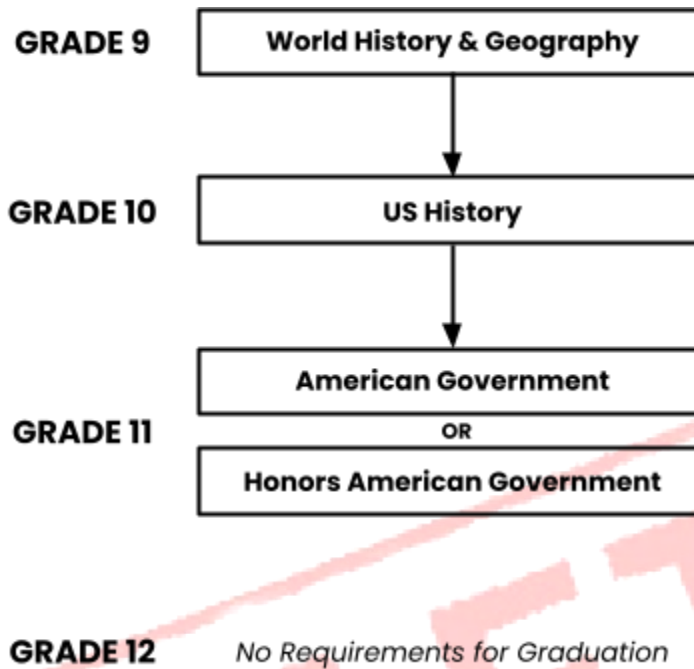 GRADE 9 World History & Geography
GRADE 10 US History
American Government
GRADE 11 OR
Honors American Government
GRADE 12 No Requirements for Graduation